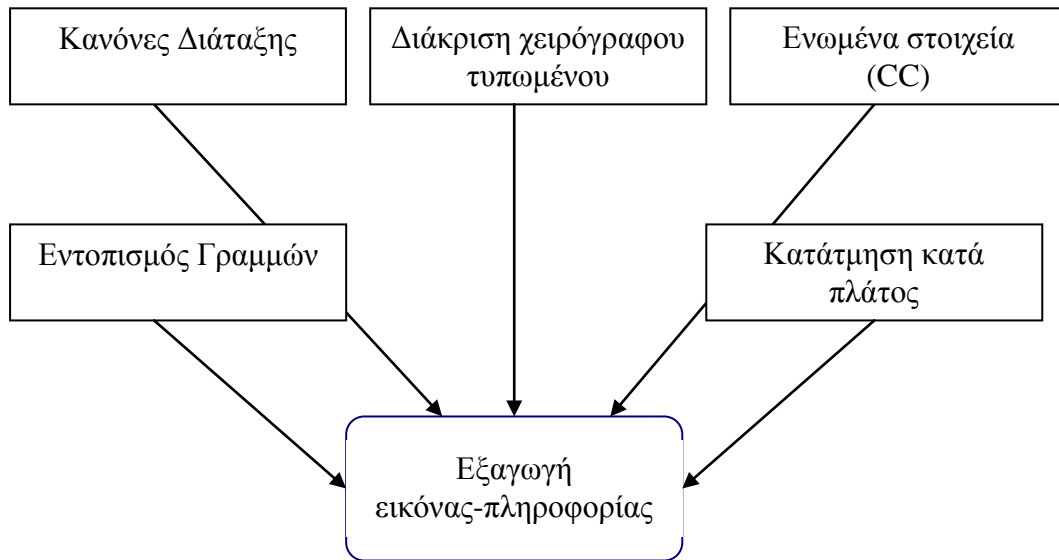 Κανόνες Διάταξης
Διάκριση χειρόγραφου
τυπωμένου
Ενωμένα στοιχεία
(CC)
Εντοπισμός Γραμμών
Κατάτμηση κατά
πλάτος
Εξαγωγή
εικόνας-πληροφορίας